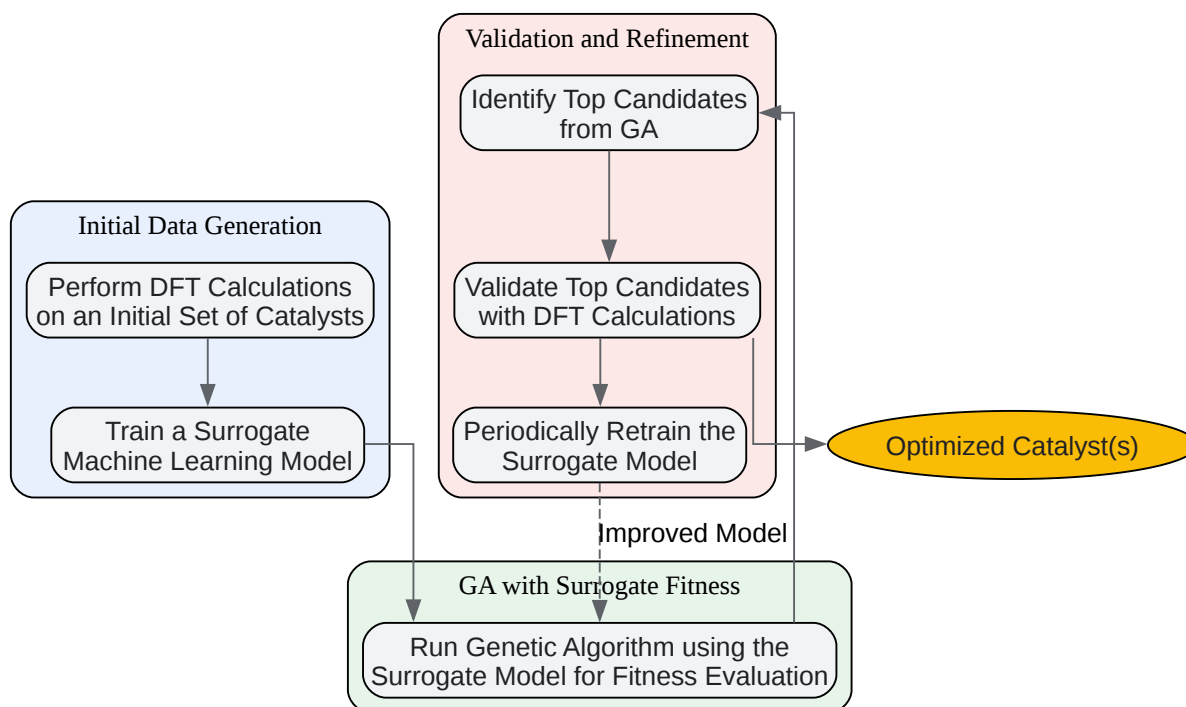 Validation and Refinement
Identify Top Candidates
from GA
Initial Data Generation
Perform DFT Calculations
on an Initial Set of Catalysts
Validate Top Candidates
with DFT Calculations
Train a Surrogate
Machine Learning Model
Periodically Retrain the
Surrogate Model
Optimized Catalyst(s)
Improved Model
GA with Surrogate Fitness
Run Genetic Algorithm using the
Surrogate Model for Fitness Evaluation